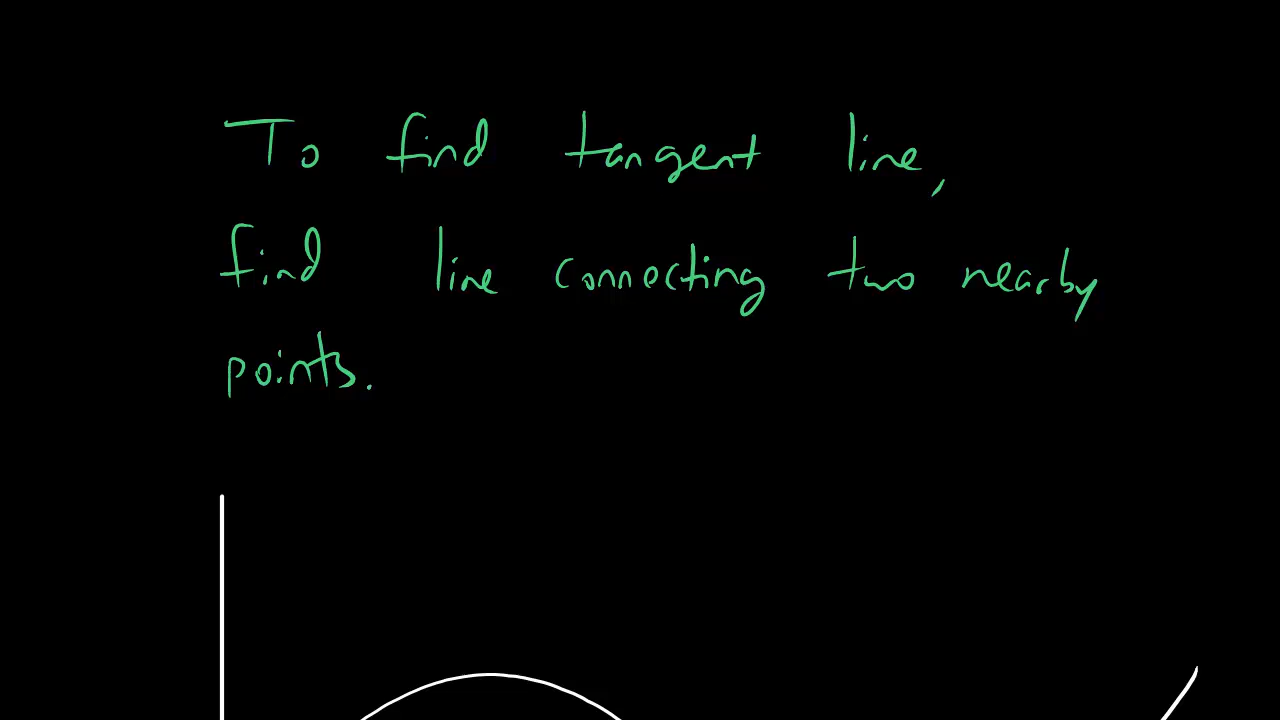 To find tangent line,
find line connecting two nearby
points.